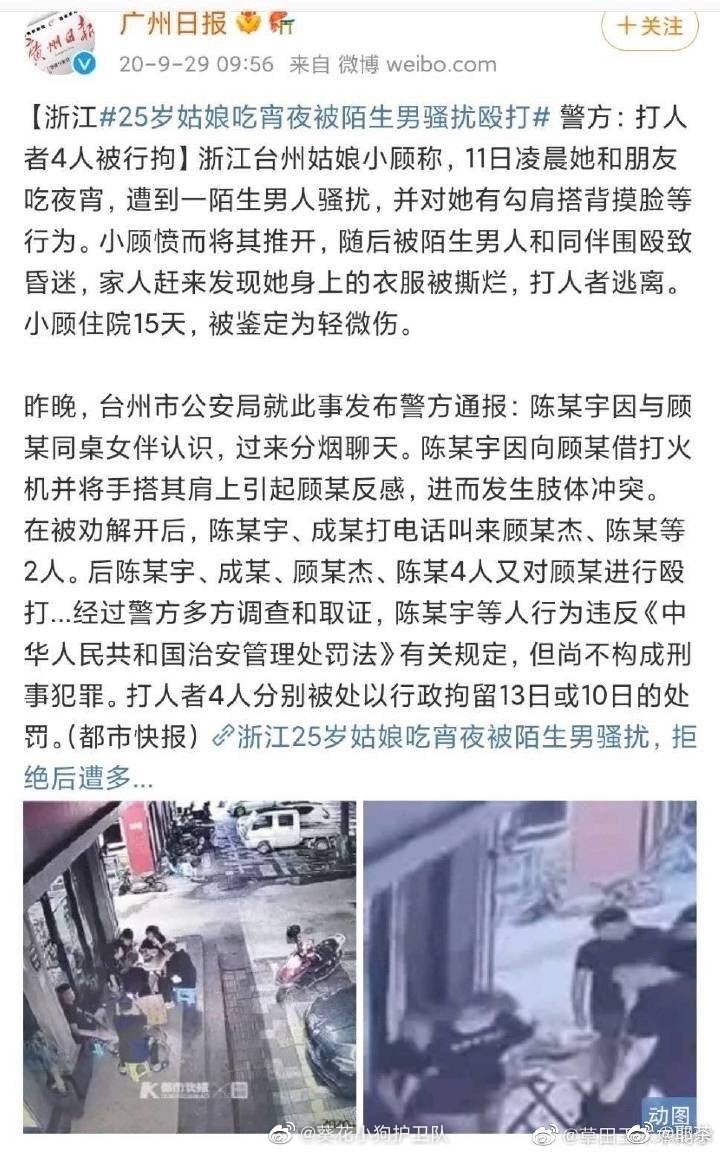 广州日报
+关注
20-9-29 09:56 来自 微博 weibo.com
【浙江#25岁姑娘吃宵夜被陌生男骚扰殴打# 警方：打人
者4人被行拘】浙江台州姑娘小顾称，11日凌晨她和朋友
吃夜宵，遭到一陌生男人骚扰，并对她有勾肩搭背摸脸等
行为。小顾愤而将其推开，随后被陌生男人和同伴围殴致
昏迷，家人赶来发现她身上的衣服被撕烂，打人者逃离。
小顾住院15天，被鉴定为轻微伤。
昨晚，台州市公安局就此事发布警方通报：陈某宇因与顾
某同桌女伴认识，过来分烟聊天。陈某宇因向顾某借打火
机并将手搭其肩上引起顾某反感，进而发生肢体冲突。
在被劝解开后，陈某宇、成某打电话叫来顾某杰、陈某等
2人。后陈某宇、成某、顾某杰、陈某4人又对顾某进行殴
打...经过警方多方调查和取证，陈某宇等人行为违反《中
华人民共和国治安管理处罚法》有关规定，但尚不构成刑
事犯罪。打人者4人分别被处以行政拘留13日或10日的处
罚。（都市快报）浙江25岁姑娘吃宵夜被陌生男骚扰，拒
绝后遭多...
都市快报
动图
@葵花小狗护卫队